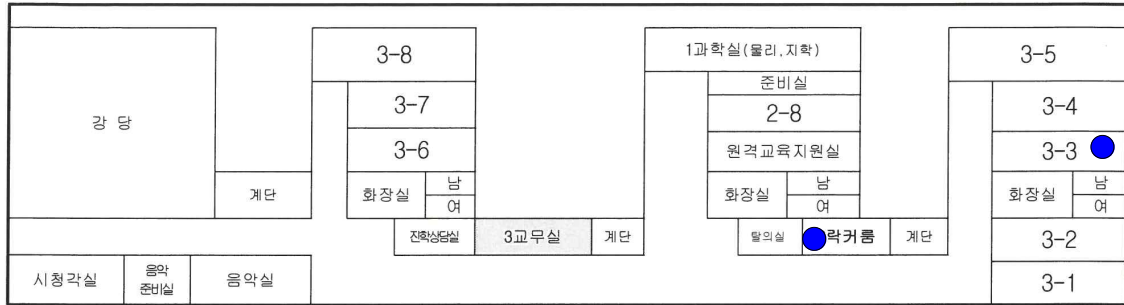 강 당
계단
3-8
3-7
3-6
화장실
남
여
진학상담실
3교무실
계단
1과학실(물리,지학)
준비실
2-8
원격교육지원실
화장실
남
여
탈의실
락커룸
계단
3-5
3-4
3-3
화장실
남
여
3-2
3-1
시청각실
음악
준비실
음악실